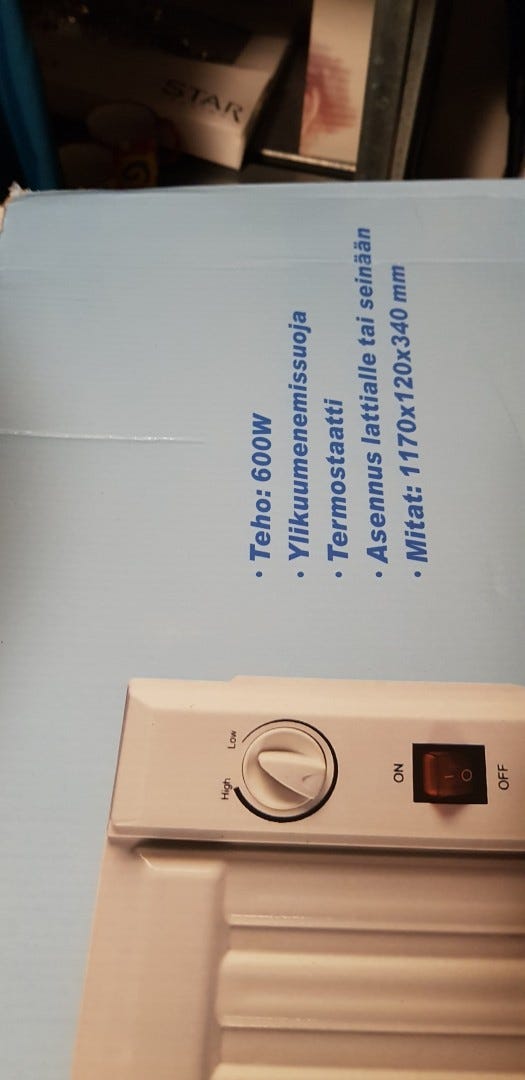 STAR
• Teho: 600W
• Ylikuumenemissuoja
• Termostaatti
• Asennus lattialle tai seinään
• Mitat: 1170x120x340 mm
Low
High
ON
OFF